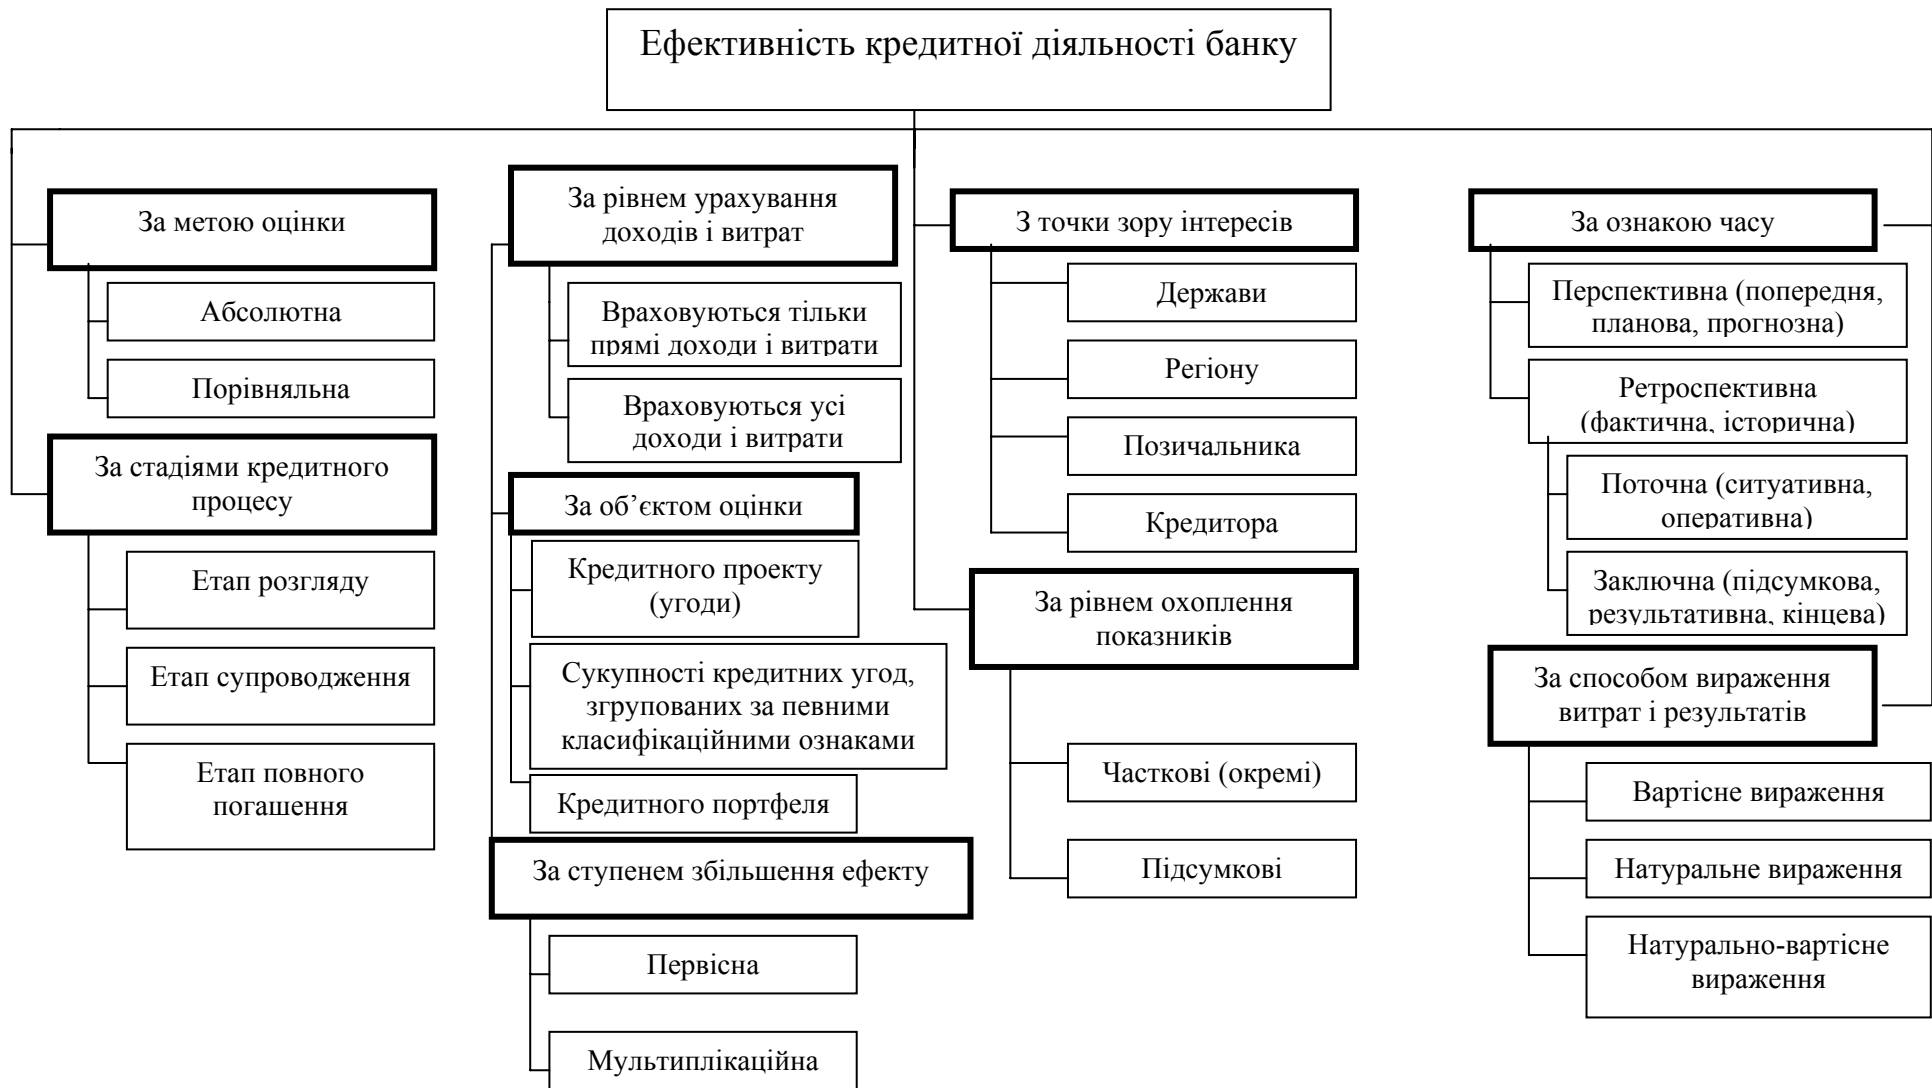 Ефективність кредитної діяльності банку
За метою оцінки
Абсолютна
Порівняльна
За стадіями кредитного
процесу
Етап розгляду
Етап супроводження
Етап повного
погашення
За рівнем урахування
доходів і витрат
Враховуються тільки
прямі доходи і витрати
Враховуються усі
доходи і витрати
За об’єктом оцінки
Кредитного проекту
(угоди)
Сукупності кредитних угод,
згрупованих за певними
класифікаційними ознаками
Кредитного портфеля
За ступенем збільшення ефекту
Первісна
Мультиплікаційна
З точки зору інтересів
Держави
Регіону
Позичальника
Кредитора
За рівнем охоплення
показників
Часткові (окремі)
Підсумкові
За ознакою часу
Перспективна (попередня,
планова, прогнозна)
Ретроспективна
(фактична, історична)
Поточна (ситуативна,
оперативна)
Заключна (підсумкова,
результативна, кінцева)
За способом вираження
витрат і результатів
Вартісне вираження
Натуральне вираження
Натурально-вартісне
вираження